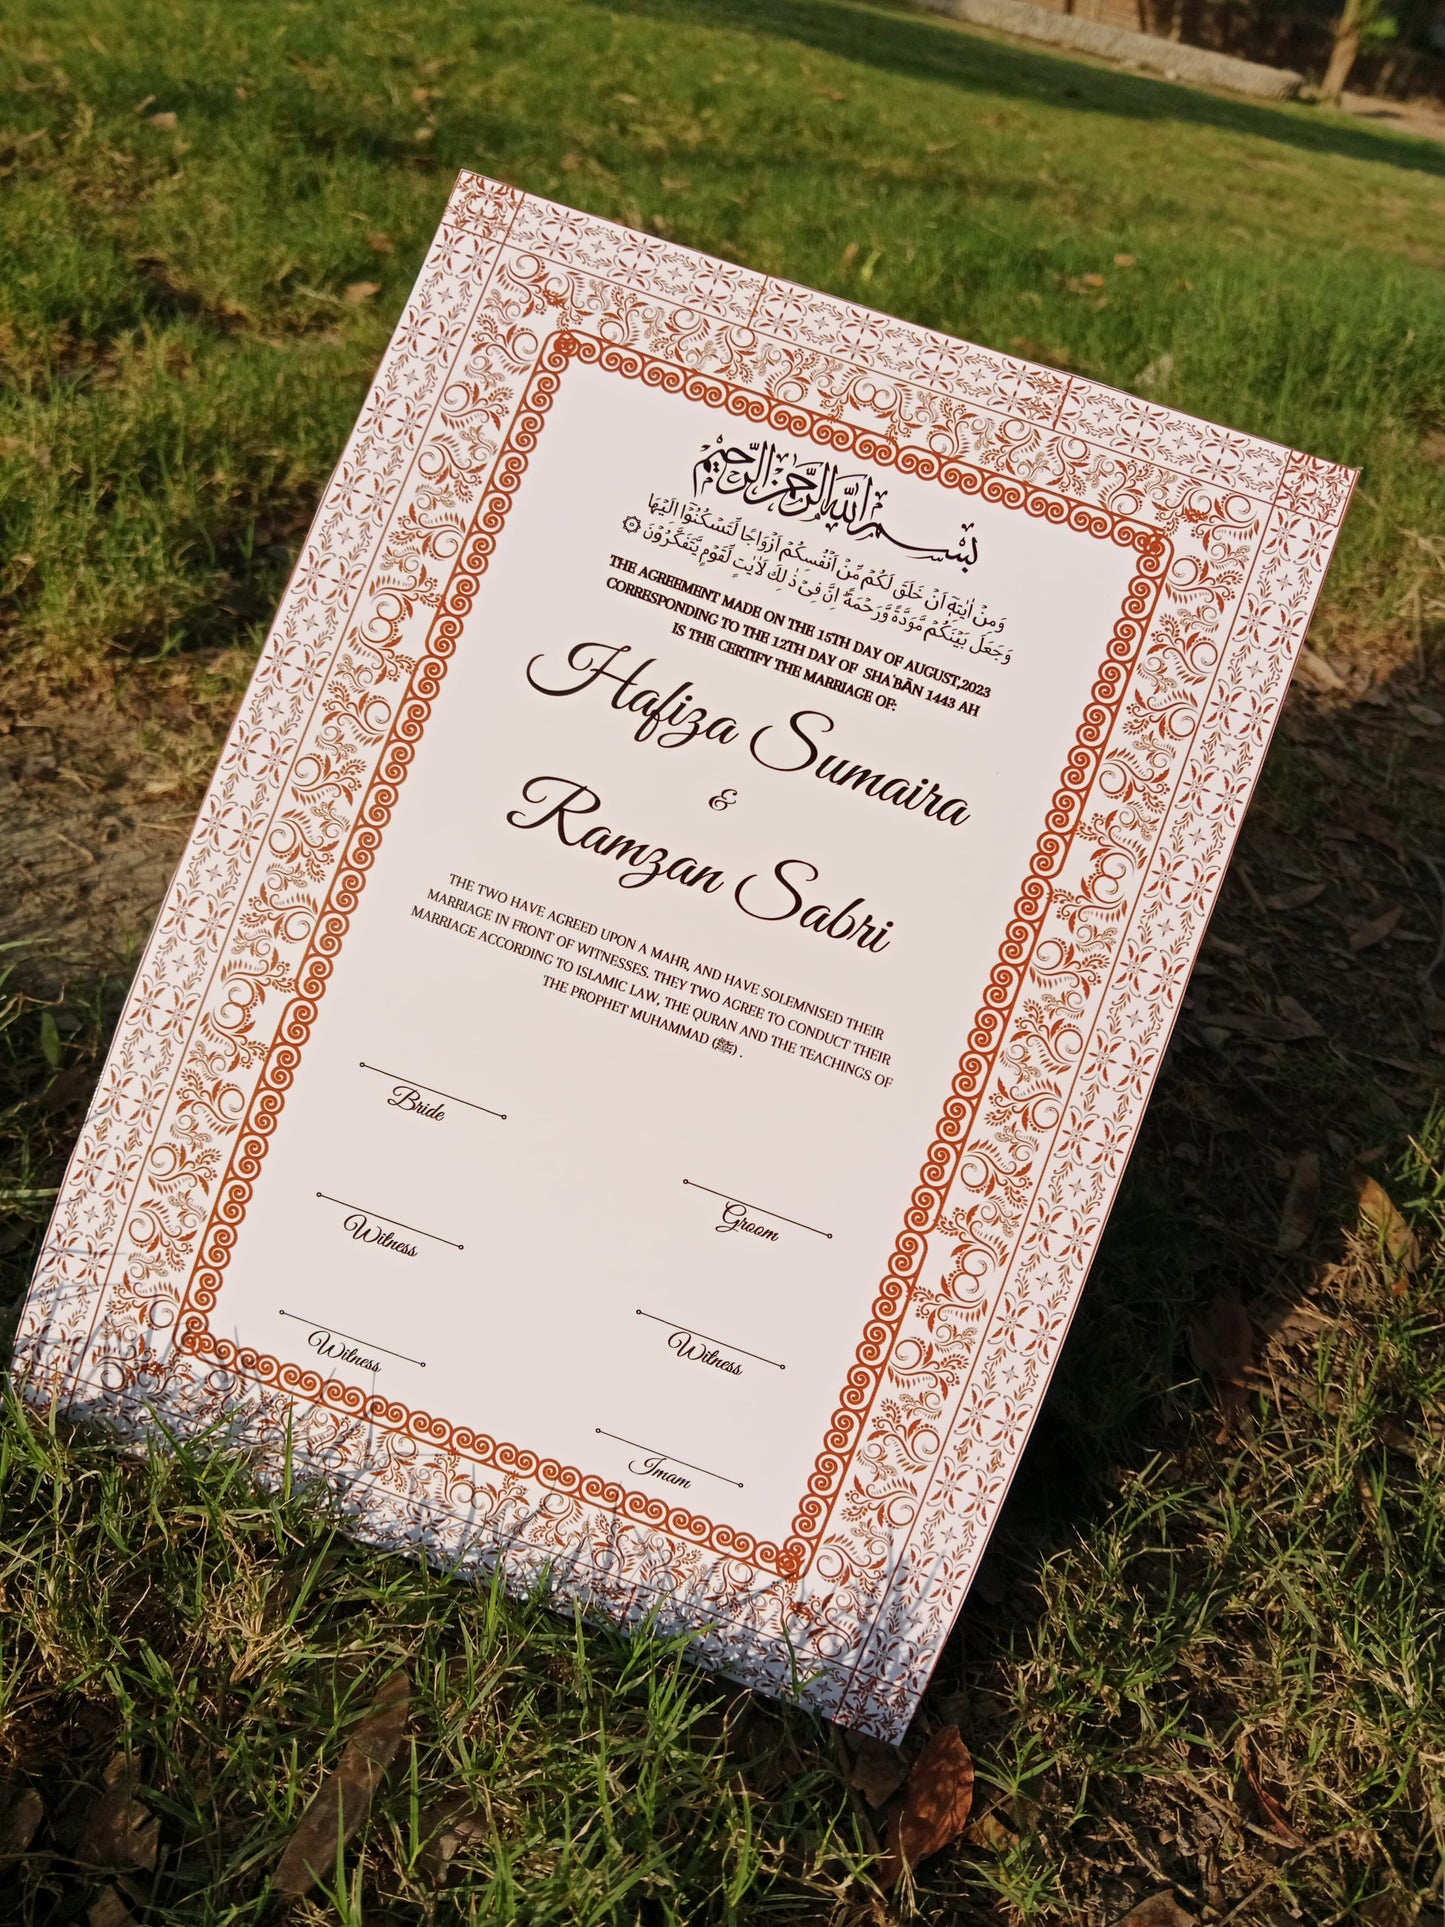 بسم الله الرحمن الرحيم
وَمِنْ اٰيٰتِهٖۤ اَنْ خَلَقَ لَكُمْ مِّنْ اَنْفُسِكُمْ اَزْوَاجًا لِّتَسْكُنُوْۤا اِلَيْهَا
وَجَعَلَ بَيْنَكُمْ مَّوَدَّةً وَّرَحْمَةً ؕ اِنَّ فِيْ ذٰلِكَ لَاٰيٰتٍ لِّقَوْمٍ يَّتَفَكَّرُوْنَ
THE AGREEMENT MADE ON THE 15TH DAY OF AUGUST,2023
CORRESPONDING TO THE 12TH DAY OF SHA'BĀN 1443 AH
IS THE CERTIFY THE MARRIAGE OF:
Hafiza Sumaira
&
Ramzan Sabri
THE TWO HAVE AGREED UPON A MAHR, AND HAVE SOLEMNISED THEIR
MARRIAGE IN FRONT OF WITNESSES. THEY TWO AGREE TO CONDUCT THEIR
MARRIAGE ACCORDING TO ISLAMIC LAW, THE QURAN AND THE TEACHINGS OF
THE PROPHET MUHAMMAD (ﷺ) .
Bride
Groom
Witness
Witness
Witness
Imam